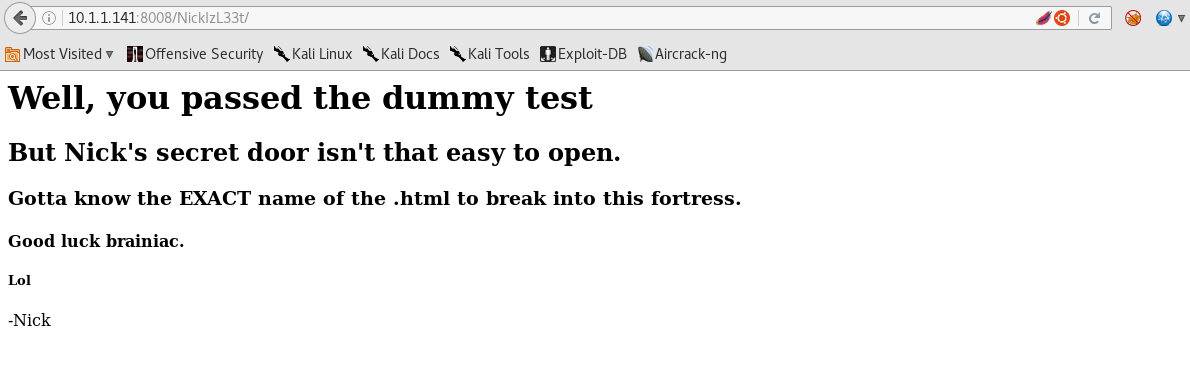 10.1.1.141:8008/NickIzL33t/
Most Visited Offensive Security Kali Linux Kali Docs Kali Tools Exploit-DB Aircrack-ng
Well, you passed the dummy test
But Nick's secret door isn't that easy to open.
Gotta know the EXACT name of the .html to break into this fortress.
Good luck brainiac.
Lol
-Nick